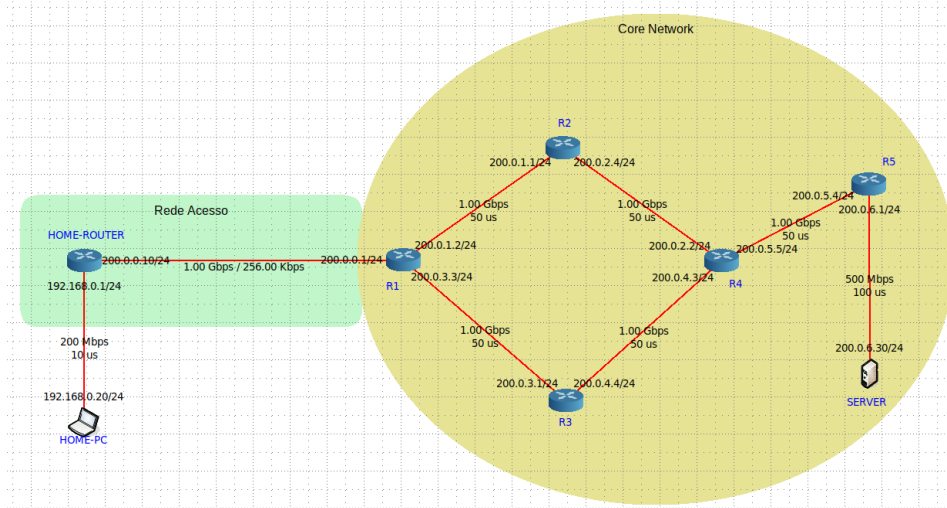 Core Network
R2
200.0.1.1/24
200.0.2.4/24
R5
200.0.5.4/24
200.0.6.1/24
Rede Acesso
1.00 Gbps
50 us
1.00 Gbps
50 us
1.00 Gbps
50 us
HOME-ROUTER
200.0.0.10/24
1.00 Gbps / 256.00 Kbps
200.0.0.1/24
200.0.1.2/24
200.0.2.2/24
200.0.5.5/24
192.168.0.1/24
R1
200.0.3.3/24
200.0.4.3/24
R4
500 Mbps
100 us
1.00 Gbps
50 us
1.00 Gbps
50 us
200 Mbps
10 us
200.0.6.30/24
192.168.0.20/24
200.0.3.1/24
200.0.4.4/24
SERVER
R3
HOME-PC